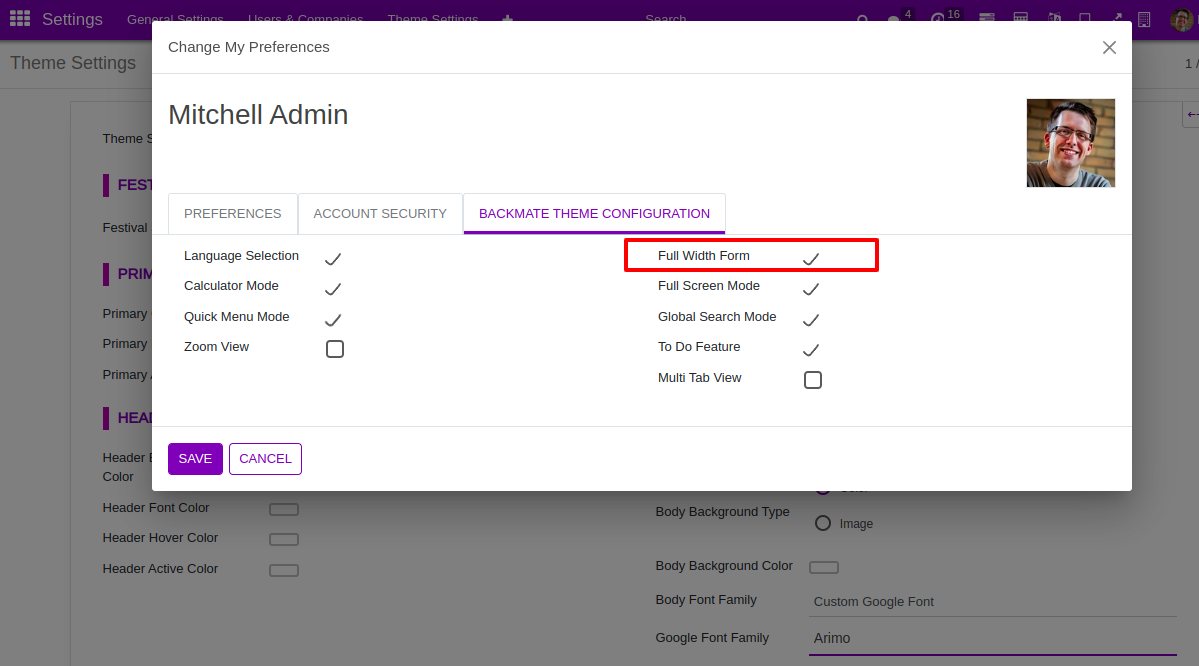 Settings General Settings Users & Companies Theme Settings Search 4 16
Theme Settings 1 /
Change My Preferences
Mitchell Admin
PREFERENCES ACCOUNT SECURITY BACKMATE THEME CONFIGURATION
Language Selection
Calculator Mode
Quick Menu Mode
Zoom View
Full Width Form
Full Screen Mode
Global Search Mode
To Do Feature
Multi Tab View
SAVE CANCEL
Theme S
FEST
Festival
PRIM
Primary
Primary
Primary
HEAD
Header
Color
Header Font Color
Header Hover Color
Header Active Color
Body Background Type
Image
Body Background Color
Body Font Family Custom Google Font
Google Font Family Arimo